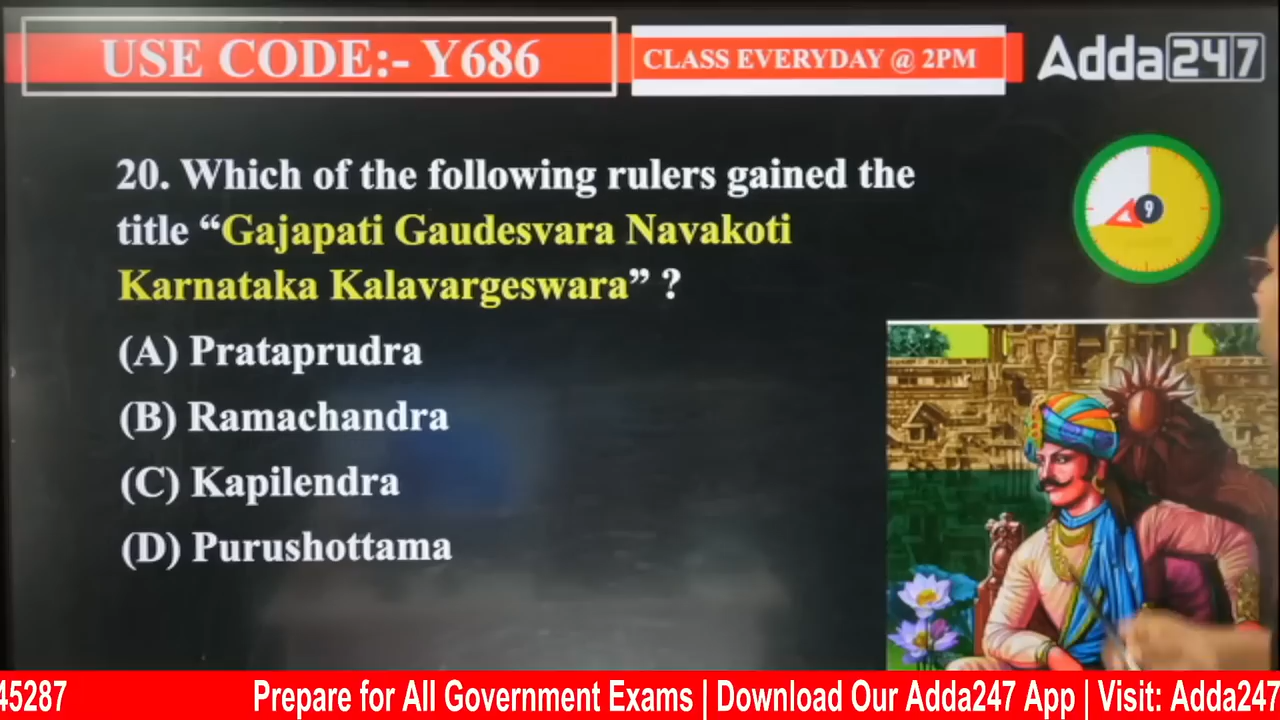 USE CODE:- Y686
CLASS EVERYDAY @ 2PM
Adda247
20. Which of the following rulers gained the
title “Gajapati Gaudesvara Navakoti
Karnataka Kalavargeswara” ?
9
(A) Prataprudra
(B) Ramachandra
(C) Kapilendra
(D) Purushottama
45287 Prepare for All Government Exams | Download Our Adda247 App | Visit: Adda247